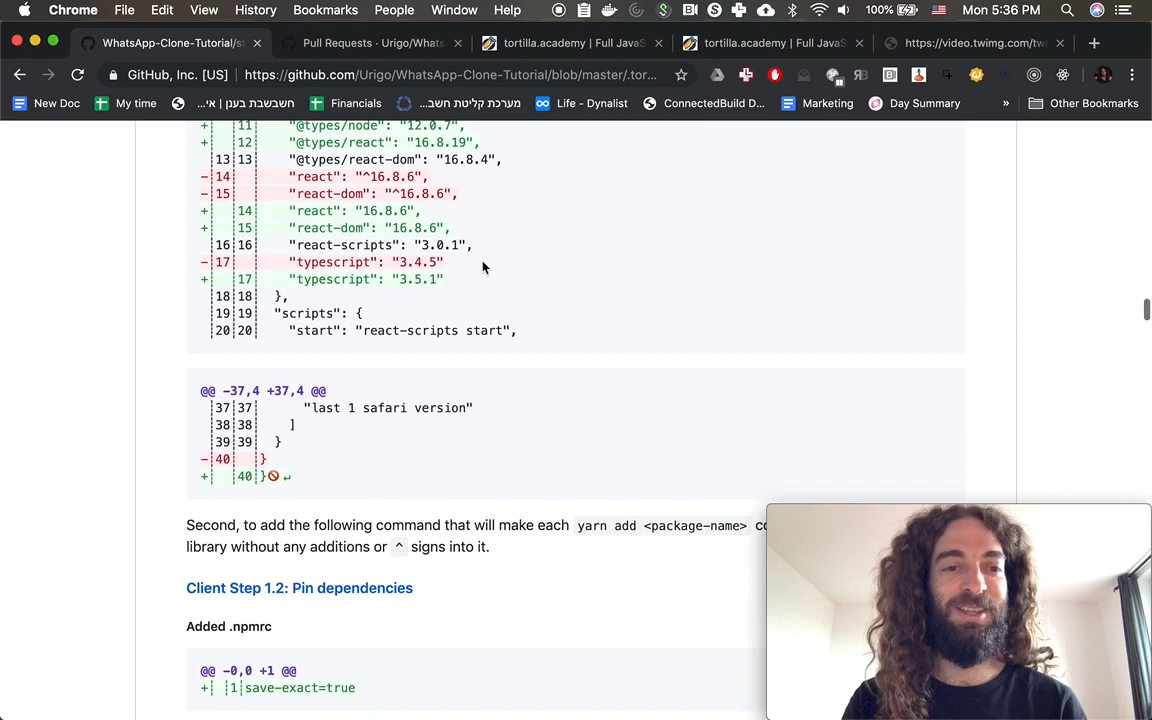 Chrome File Edit View History Bookmarks People Window Help 100% Mon 5:36 PM
WhatsApp-Clone-Tutorial/st
Pull Requests · Urigo/Whats
tortilla.academy | Full JavaS
tortilla.academy | Full JavaS
https://video.twimg.com/twe
GitHub, Inc. [US] https://github.com/Urigo/WhatsApp-Clone-Tutorial/blob/master/.tor...
New Doc My time חשבשבת בענן | אי... Financials מערכת קליטת חשב... Life - Dynalist ConnectedBuild D... Marketing Day Summary » Other Bookmarks
+ 11 "@types/node": "12.0.7",
+ 12 "@types/react": "16.8.19",
13 13 "@types/react-dom": "16.8.4",
- 14 "react": "^16.8.6",
- 15 "react-dom": "^16.8.6",
+ 14 "react": "16.8.6",
+ 15 "react-dom": "16.8.6",
16 16 "react-scripts": "3.0.1",
- 17 "typescript": "3.4.5"
+ 17 "typescript": "3.5.1"
18 18 },
19 19 "scripts": {
20 20 "start": "react-scripts start",
@@ -37,4 +37,4 @@
37 37 "last 1 safari version"
38 38 ]
39 39 }
- 40 }
+ 40 }🚫↵
Second, to add the following command that will make each yarn add <package-name> co
library without any additions or ^ signs into it.
Client Step 1.2: Pin dependencies
Added .npmrc
@@ -0,0 +1 @@
+ 1 save-exact=true